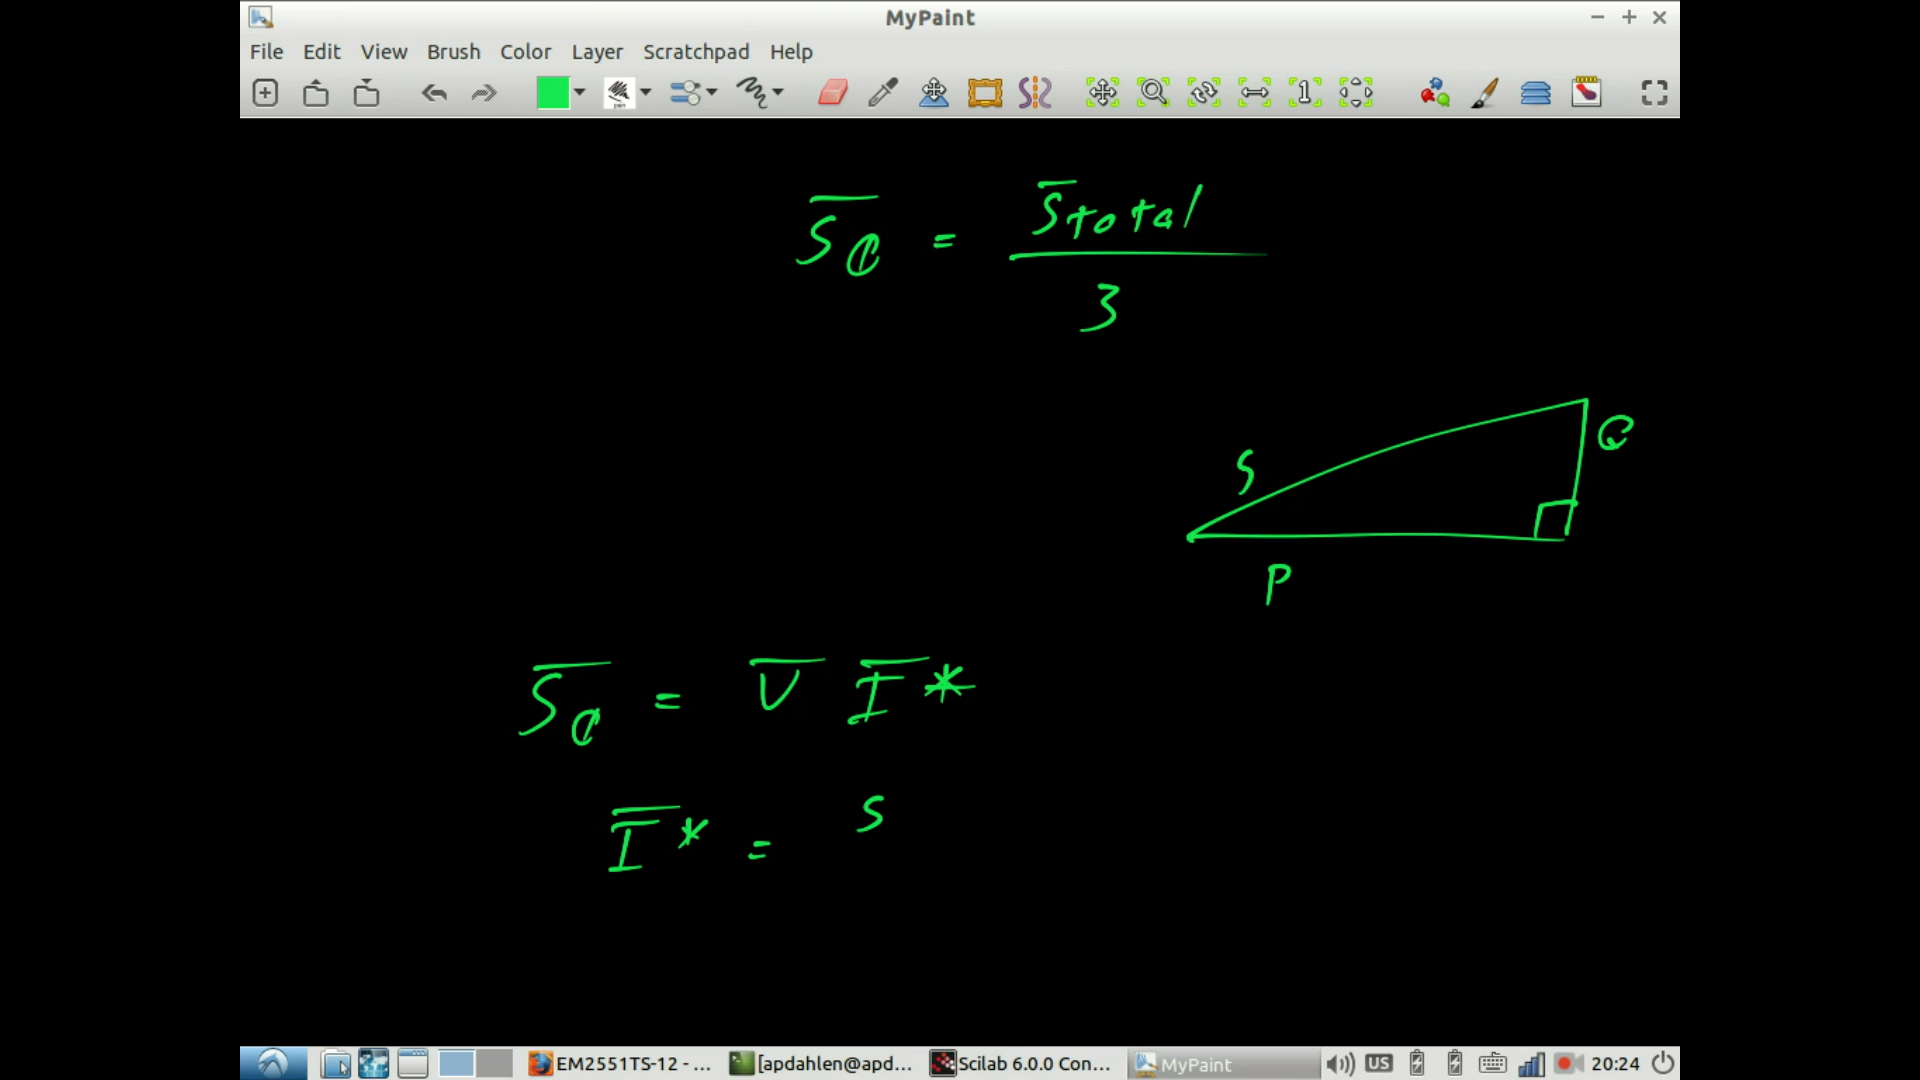 MyPaint
File Edit View Brush Color Layer Scratchpad Help
1
S̅ϕ = S̅total
3
S
Q
P
S̅ϕ = V̅ I̅*
I̅* = S
EM2551TS-12 - ... [apdahlen@apd... Scilab 6.0.0 Con... MyPaint US 20:24